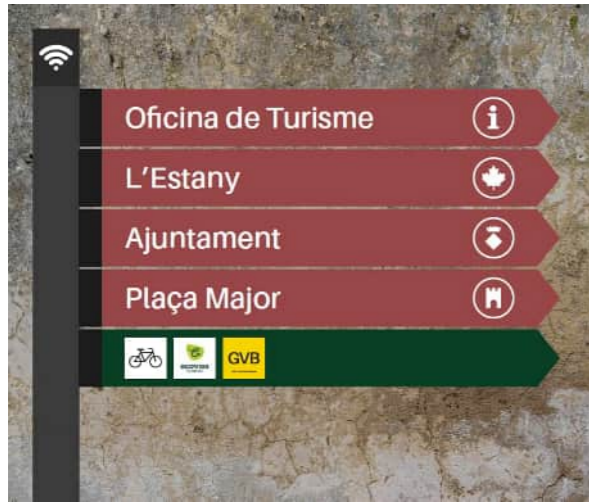 Oficina de Turisme
L'Estany
Ajuntament
Plaça Major
GVB